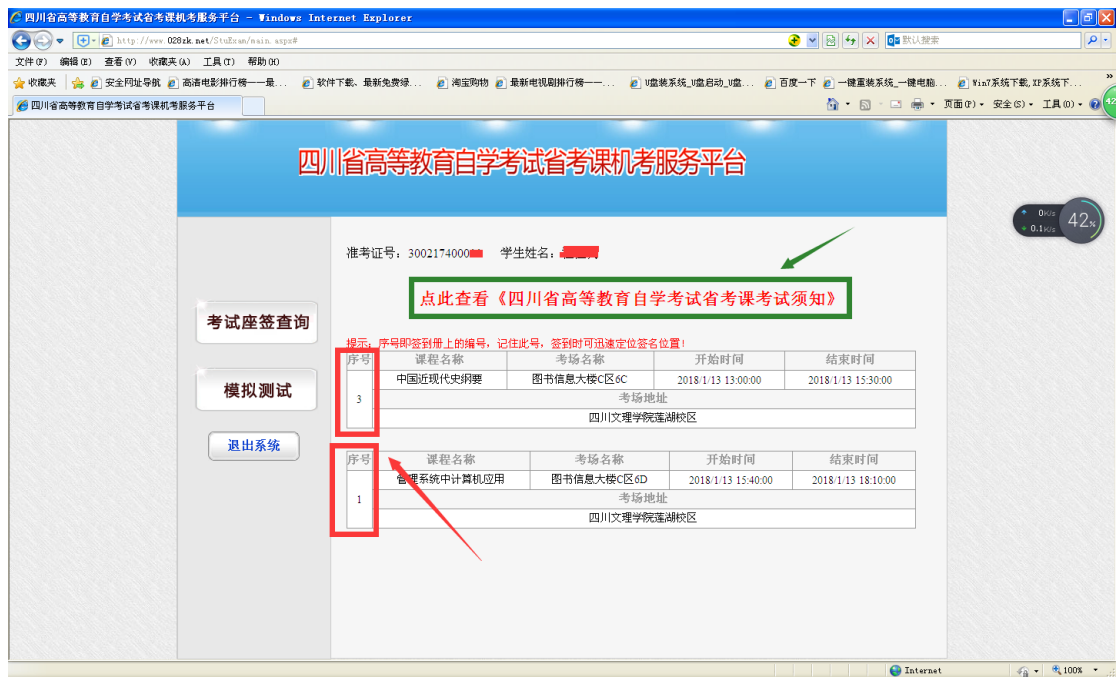 四川省高等教育自学考试省考课机考服务平台 - Windows Internet Explorer
http://www.028zk.net/StuExam/main.aspx#
默认搜索
文件(F) 编辑(E) 查看(V) 收藏夹(A) 工具(T) 帮助(H)
收藏夹 安全网址导航 高清电影排行榜——最... 软件下载、最新免费绿... 淘宝购物 最新电视剧排行榜——... U盘装系统_U盘启动_U盘... 百度一下 一键重装系统_一键电脑... Win7系统下载,XP系统下... »
四川省高等教育自学考试省考课机考服务平台 页面(P) 安全(S) 工具(O) 42
四川省高等教育自学考试省考课机考服务平台
0K/s
0.1K/s
42%
准考证号：300217400 学生姓名：
点此查看《四川省高等教育自学考试省考课考试须知》
考试座签查询
模拟测试
退出系统
提示：序号即签到册上的编号，记住此号，签到时可迅速定位签名位置！
序号 课程名称 考场名称 开始时间 结束时间
3 中国近现代史纲要 图书信息大楼C区6C 2018/1/13 13:00:00 2018/1/13 15:30:00
考场地址
四川文理学院莲湖校区
序号 课程名称 考场名称 开始时间 结束时间
1 管理系统中计算机应用 图书信息大楼C区6D 2018/1/13 15:40:00 2018/1/13 18:10:00
考场地址
四川文理学院莲湖校区
Internet 100%